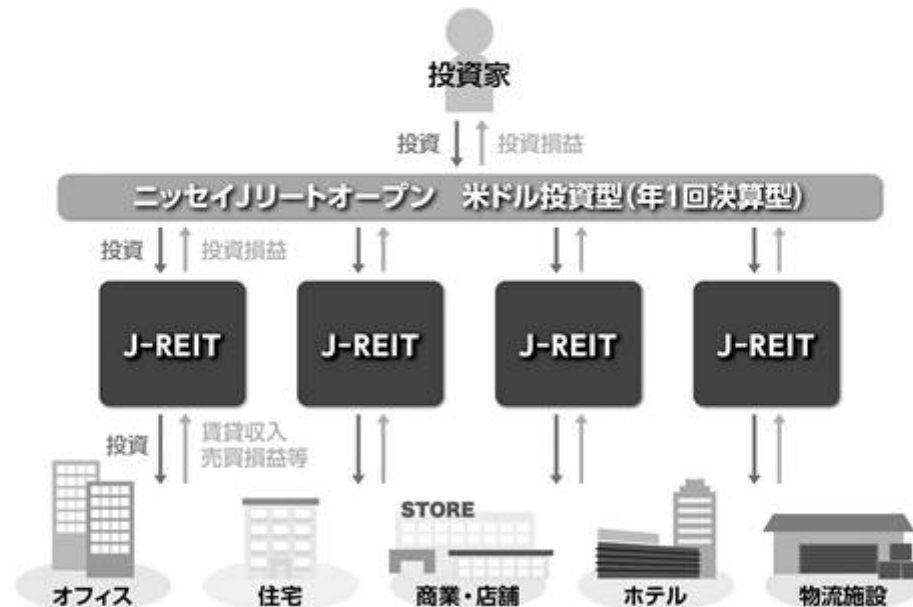 投資家
投資 投資損益
ニッセイJリートオープン 米ドル投資型(年1回決算型)
投資 投資損益
J-REIT J-REIT J-REIT J-REIT
投資 賃貸収入
売買損益等
STORE
オフィス 住宅 商業・店舗 ホテル 物流施設